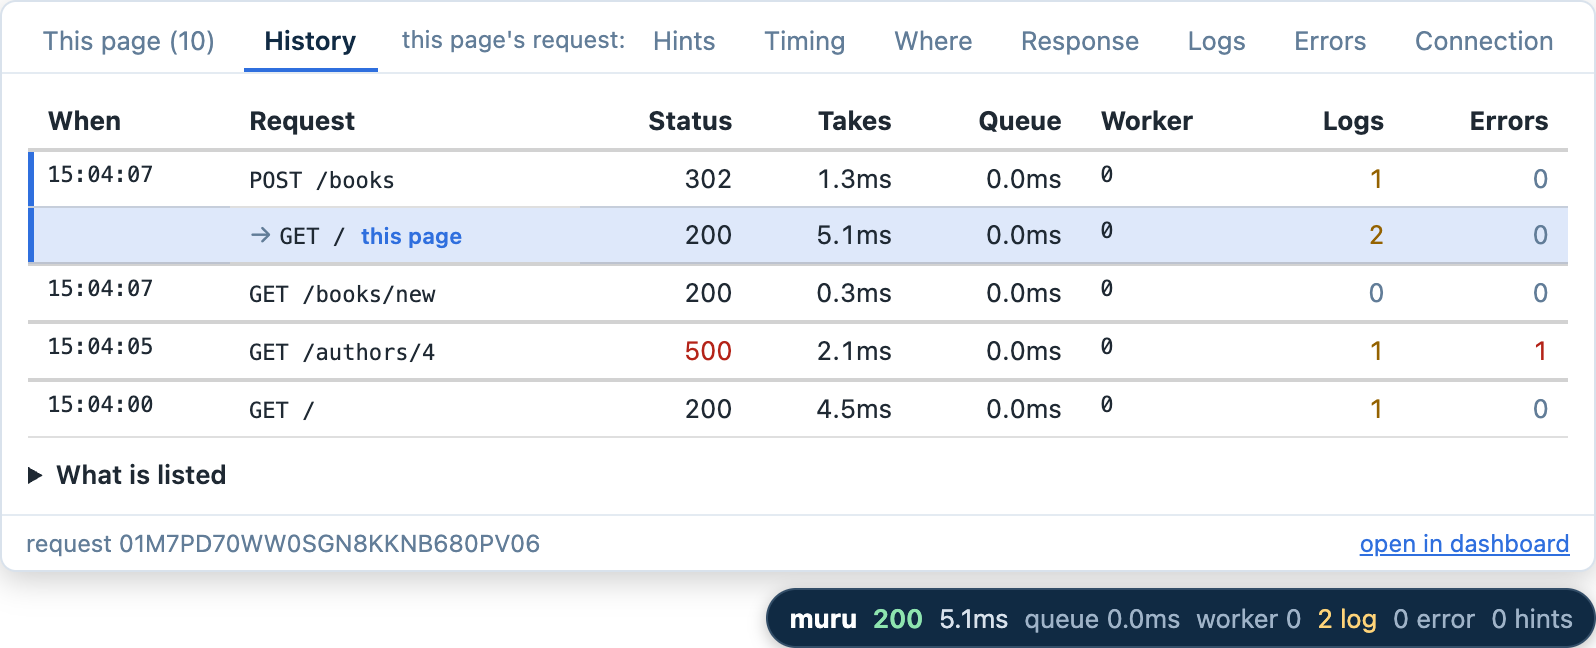 This page (10) History this page's request: Hints Timing Where Response Logs Errors Connection
When Request Status Takes Queue Worker Logs Errors
15:04:07 POST /books 302 1.3ms 0.0ms 0 1 0
→ GET / this page 200 5.1ms 0.0ms 0 2 0
15:04:07 GET /books/new 200 0.3ms 0.0ms 0 0 0
15:04:05 GET /authors/4 500 2.1ms 0.0ms 0 1 1
15:04:00 GET / 200 4.5ms 0.0ms 0 1 0
▶ What is listed
request 01M7PD70WW0SGN8KKNB680PV06 open in dashboard
muru 200 5.1ms queue 0.0ms worker 0 2 log 0 error 0 hints